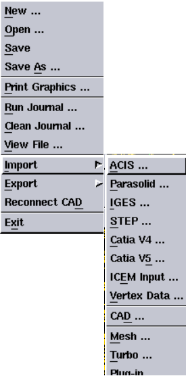 New ...
Open ...
Save
Save As ...
Print Graphics ...
Run Journal ...
Clean Journal ...
View File ...
Import
Export
Reconnect CAD
Exit
ACIS ...
Parasolid ...
IGES ...
STEP ...
Catia V4 ...
Catia V5 ...
ICEM Input ...
Vertex Data ...
CAD ...
Mesh ...
Turbo ...
Plug-in